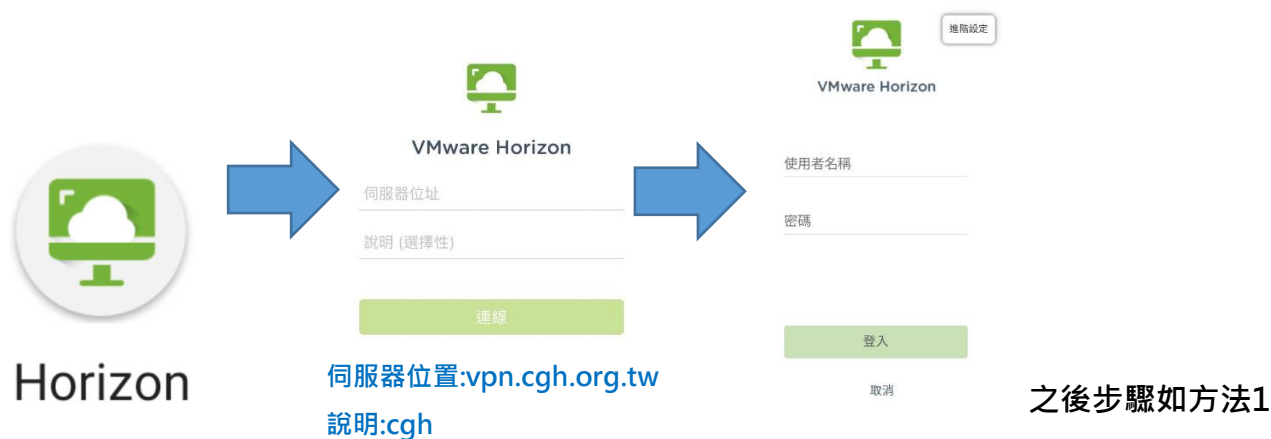 Horizon
VMware Horizon
伺服器位址
說明 (選擇性)
連線
伺服器位置:vpn.cgh.org.tw
說明:cgh
進階設定
VMware Horizon
使用者名稱
密碼
登入
取消
之後步驟如方法1